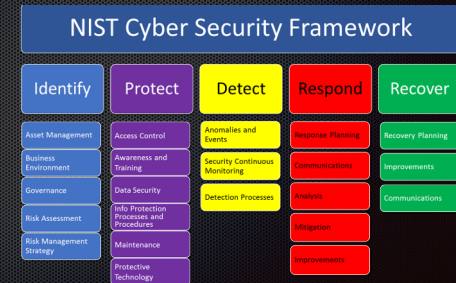 NIST Cyber Security Framework
Identify
Protect
Detect
Respond
Recover
Asset Management
Business
Environment
Governance
Risk Assessment
Risk Management
Strategy
Access Control
Awareness and
Training
Data Security
Info Protection
Processes and
Procedures
Maintenance
Protective
Technology
Anomalies and
Events
Security Continuous
Monitoring
Detection Processes
Response Planning
Communications
Analysis
Mitigation
Improvements
Recovery Planning
Improvements
Communications